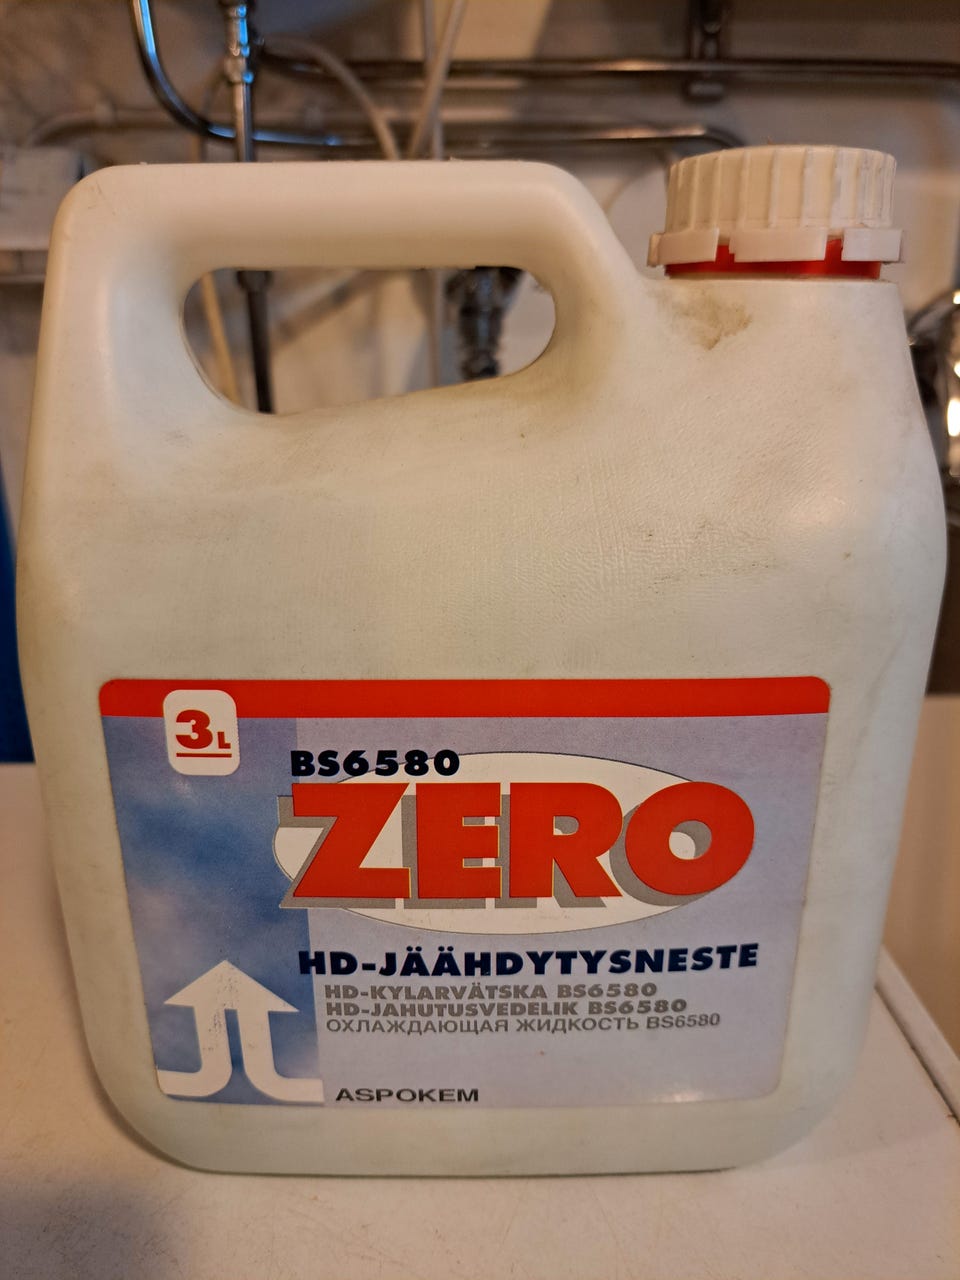 3L
BS6580
ZERO
HD-JÄÄHDYTYSNESTE
HD-KYLARVÄTSKA BS6580
HD-JAHUTUSVEDELIK BS6580
ОХЛАЖДАЮЩАЯ ЖИДКОСТЬ BS6580
ASPOKEM